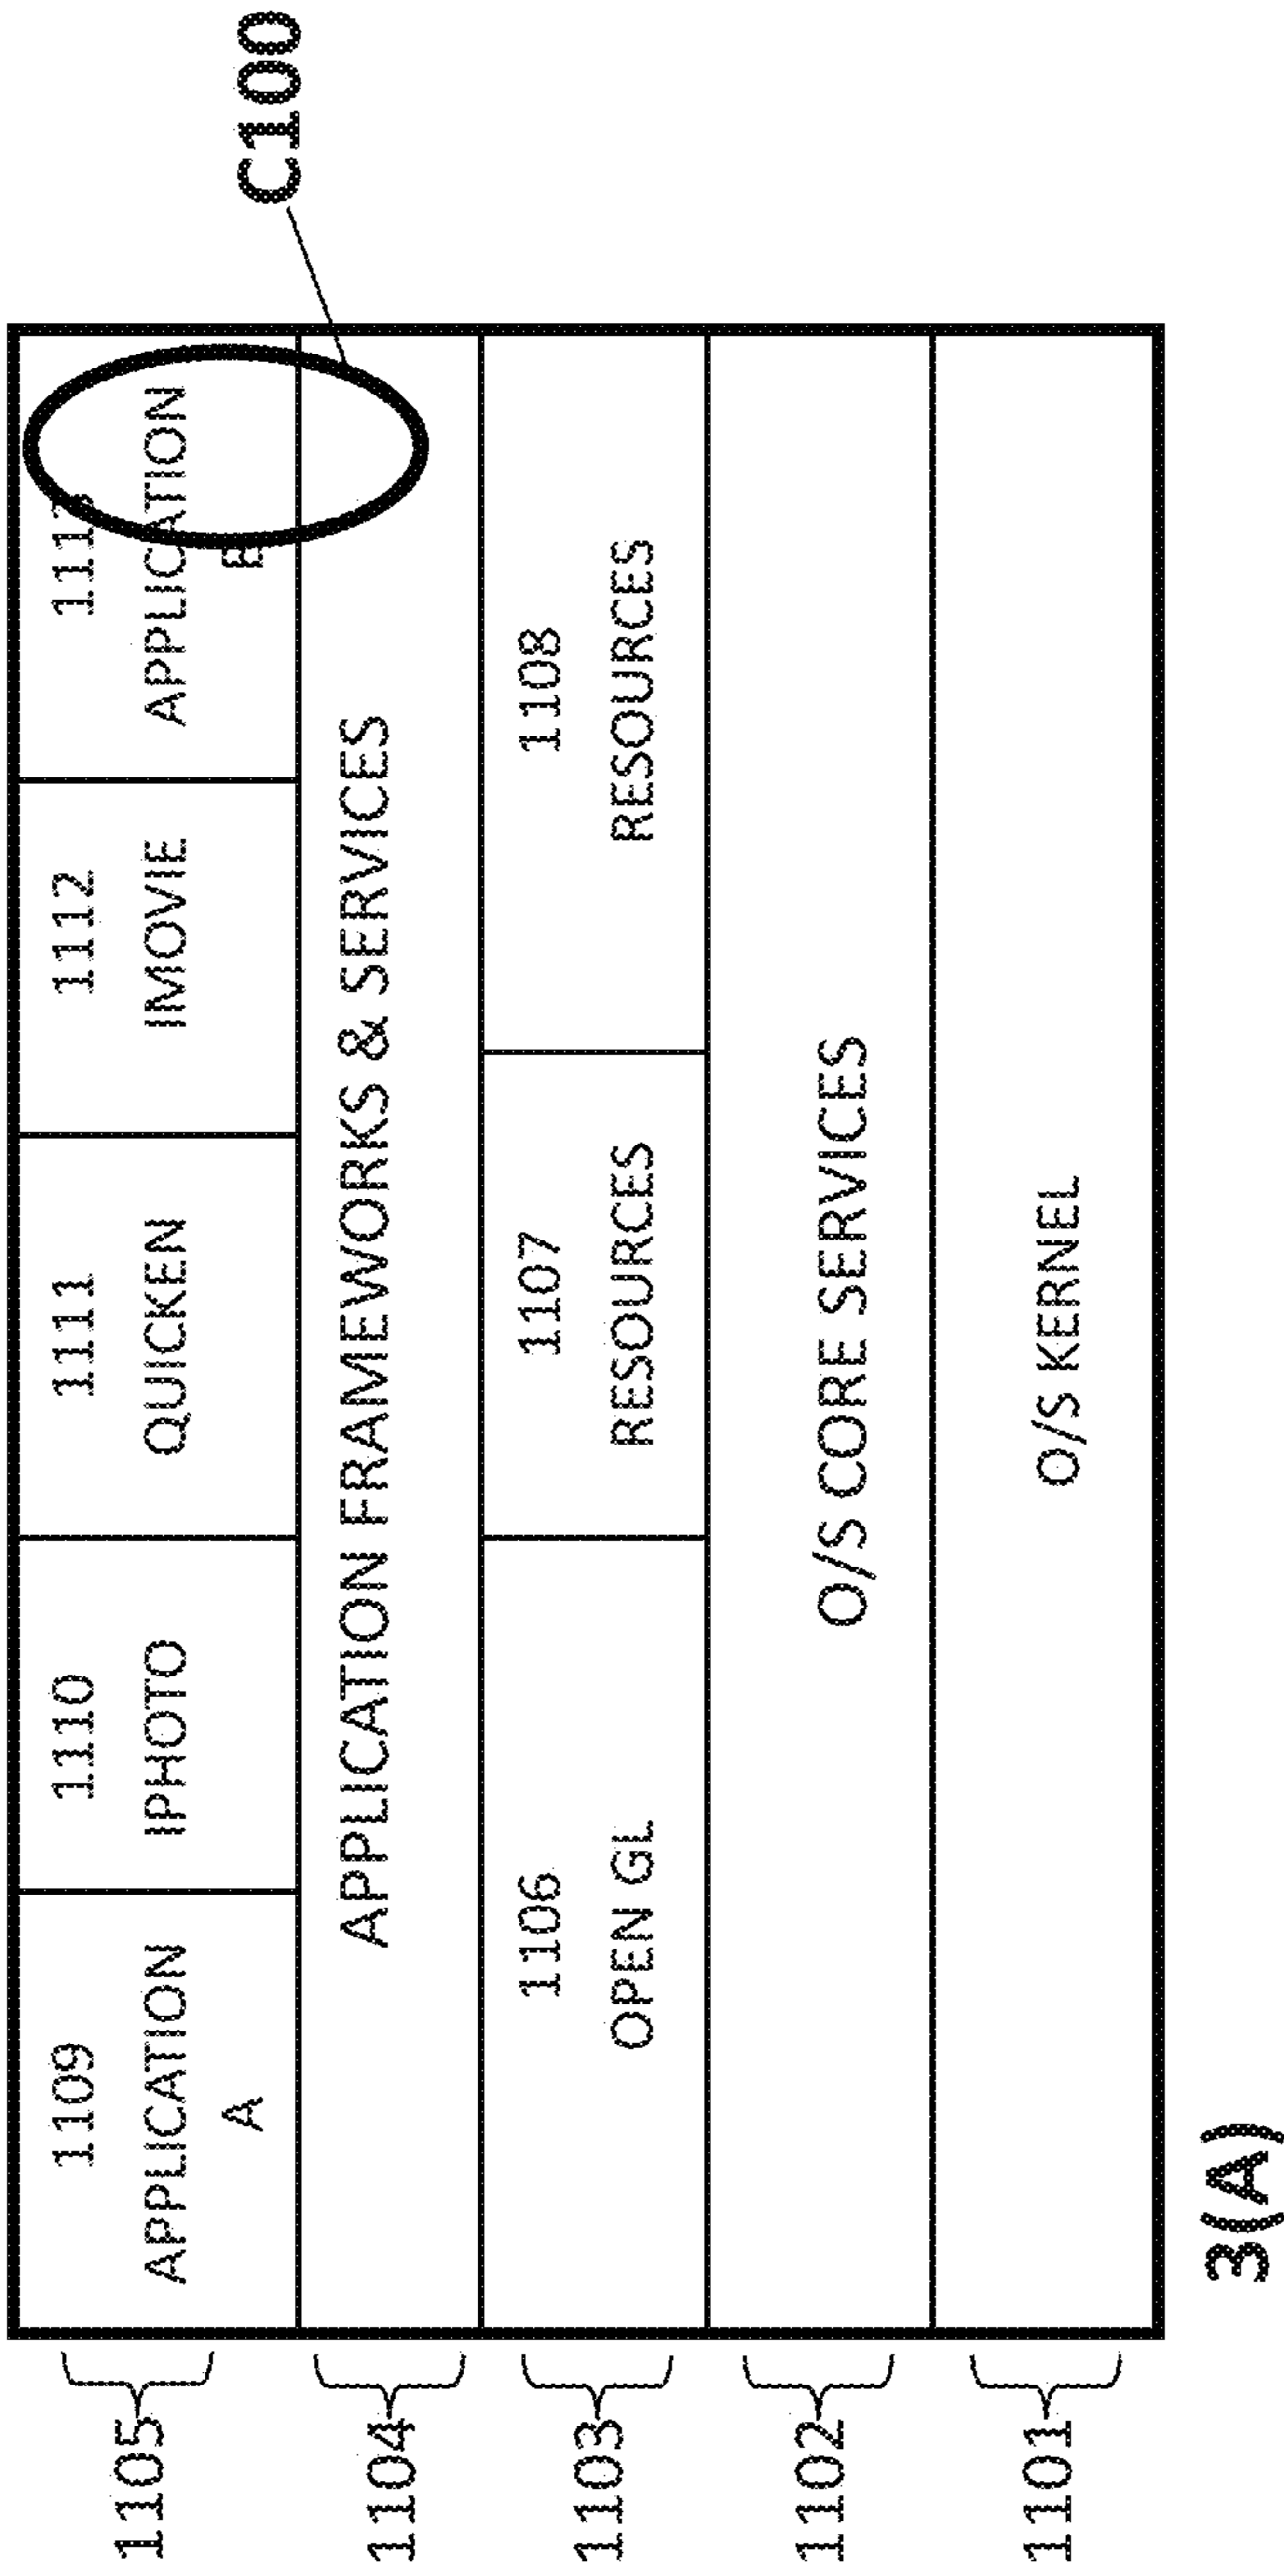 1109
1110
1111
1112
1113
1105
APPLICATION
A
IPHOTO
QUICKEN
IMOVIE
APPLICATION
C100
1104
APPLICATION FRAMEWORKS & SERVICES
1103
1106
OPEN GL
1107
RESOURCES
1108
RESOURCES
1102
O/S CORE SERVICES
1101
O/S KERNEL
3(A)